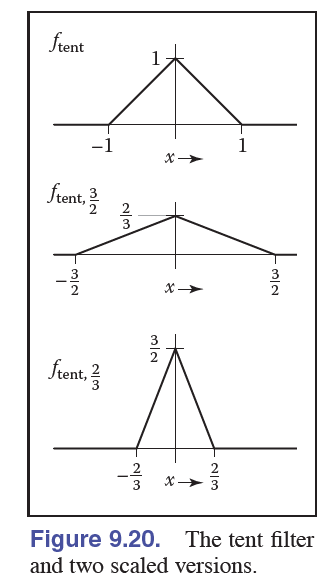 f_tent
1
−1 1
x→
f_tent, 3/2
2/3
−3/2 3/2
x→
f_tent, 2/3
3/2
−2/3 x→ 2/3
Figure 9.20. The tent filter
and two scaled versions.